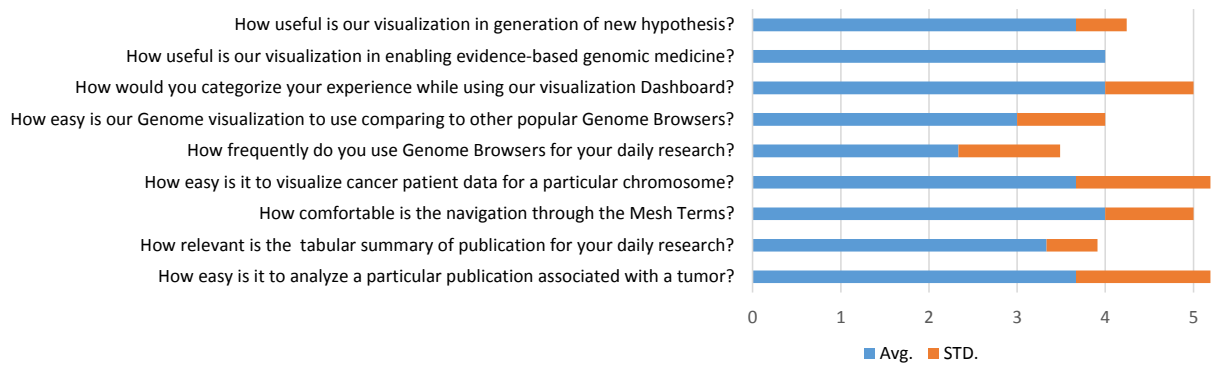 How useful is our visualization in generation of new hypothesis?
How useful is our visualization in enabling evidence-based genomic medicine?
How would you categorize your experience while using our visualization Dashboard?
How easy is our Genome visualization to use comparing to other popular Genome Browsers?
How frequently do you use Genome Browsers for your daily research?
How easy is it to visualize cancer patient data for a particular chromosome?
How comfortable is the navigation through the Mesh Terms?
How relevant is the tabular summary of publication for your daily research?
How easy is it to analyze a particular publication associated with a tumor?
0 1 2 3 4 5
Avg. STD.